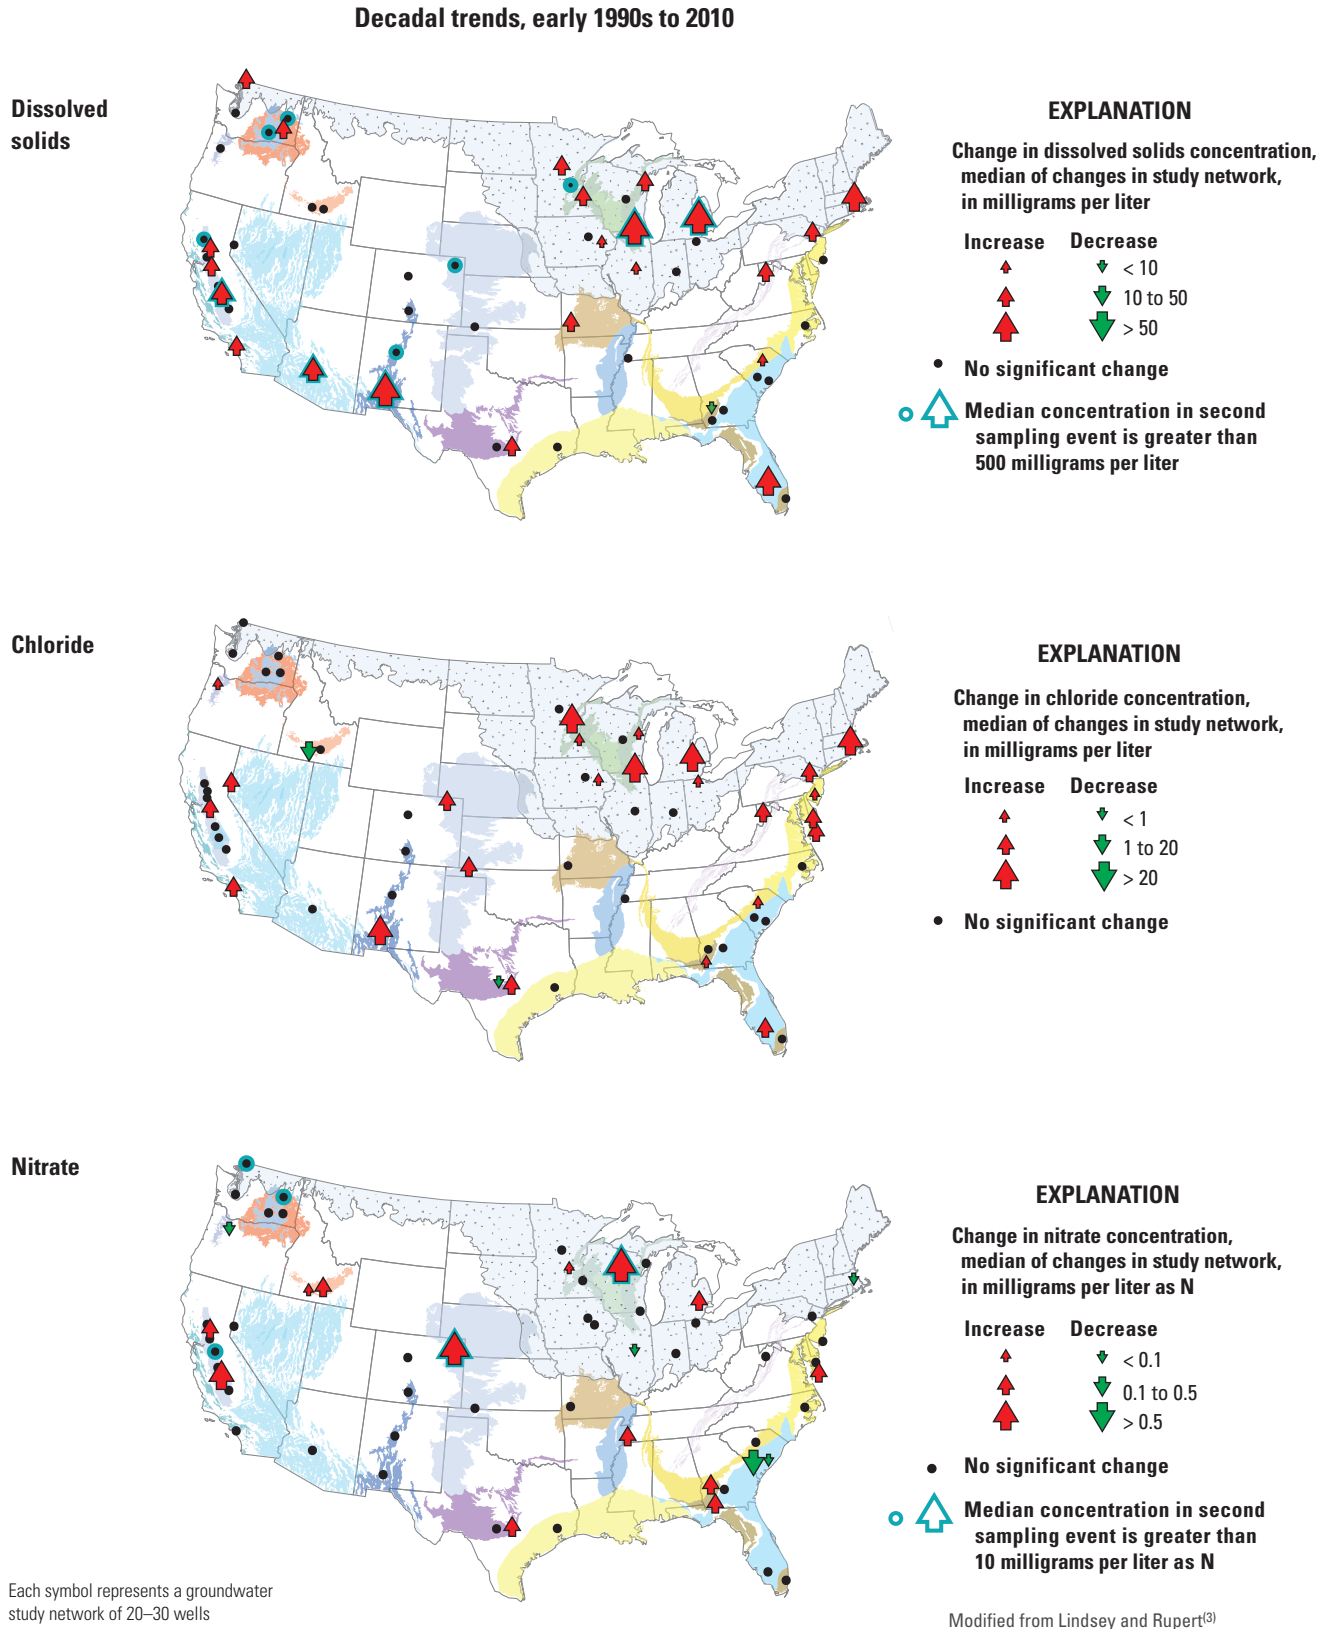 Decadal trends, early 1990s to 2010
Dissolved
solids
EXPLANATION
Change in dissolved solids concentration,
median of changes in study network,
in milligrams per liter
Increase Decrease
< 10
10 to 50
> 50
No significant change
Median concentration in second
sampling event is greater than
500 milligrams per liter
Chloride
EXPLANATION
Change in chloride concentration,
median of changes in study network,
in milligrams per liter
Increase Decrease
< 1
1 to 20
> 20
No significant change
Nitrate
EXPLANATION
Change in nitrate concentration,
median of changes in study network,
in milligrams per liter as N
Increase Decrease
< 0.1
0.1 to 0.5
> 0.5
No significant change
Median concentration in second
sampling event is greater than
10 milligrams per liter as N
Each symbol represents a groundwater
study network of 20–30 wells
Modified from Lindsey and Rupert(3)